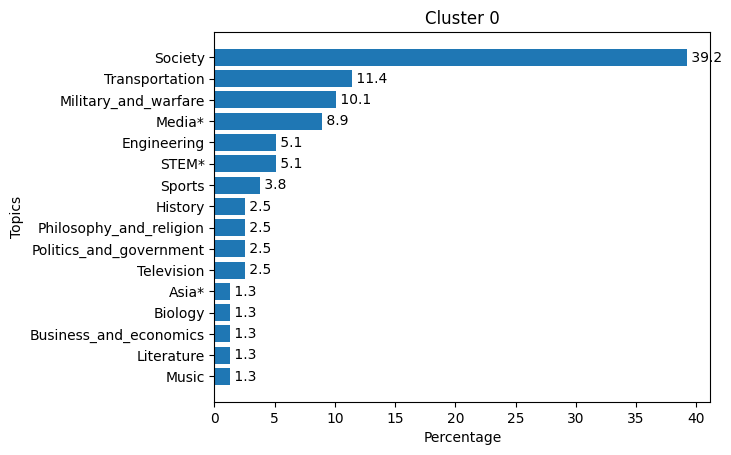 Cluster 0
Topics
Society 39.2
Transportation 11.4
Military_and_warfare 10.1
Media* 8.9
Engineering 5.1
STEM* 5.1
Sports 3.8
History 2.5
Philosophy_and_religion 2.5
Politics_and_government 2.5
Television 2.5
Asia* 1.3
Biology 1.3
Business_and_economics 1.3
Literature 1.3
Music 1.3
0 5 10 15 20 25 30 35 40
Percentage